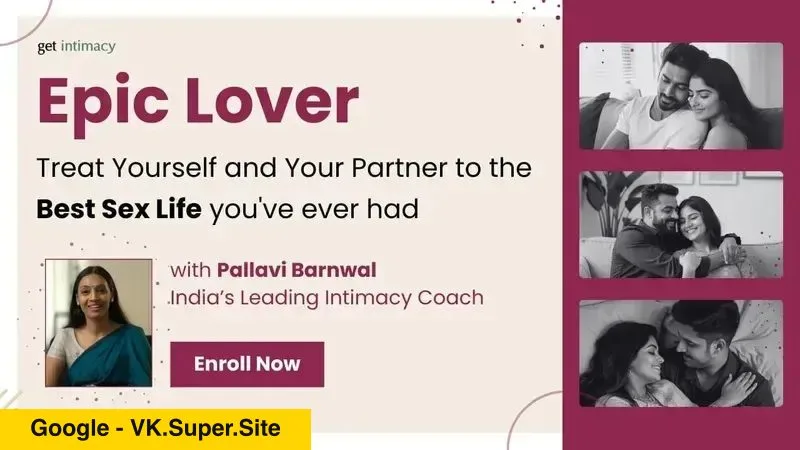 get intimacy
Epic Lover
Treat Yourself and Your Partner to the
Best Sex Life you've ever had
with Pallavi Barnwal
India’s Leading Intimacy Coach
Enroll Now
Google - VK.Super.Site